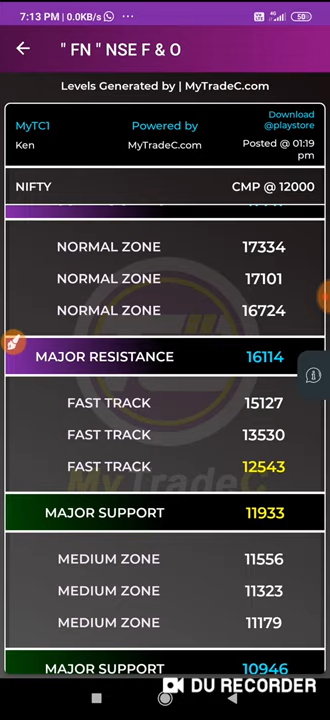 7:13 PM | 0.0KB/s
50
" FN " NSE F & O
Levels Generated by | MyTradeC.com
MyTC1 Powered by Download @playstore
Ken MyTradeC.com Posted @ 01:19 pm
NIFTY CMP @ 12000
NORMAL ZONE 17334
NORMAL ZONE 17101
NORMAL ZONE 16724
MAJOR RESISTANCE 16114
FAST TRACK 15127
FAST TRACK 13530
FAST TRACK 12543
MyTradeC
MAJOR SUPPORT 11933
MEDIUM ZONE 11556
MEDIUM ZONE 11323
MEDIUM ZONE 11179
MAJOR SUPPORT 10946
DU RECORDER